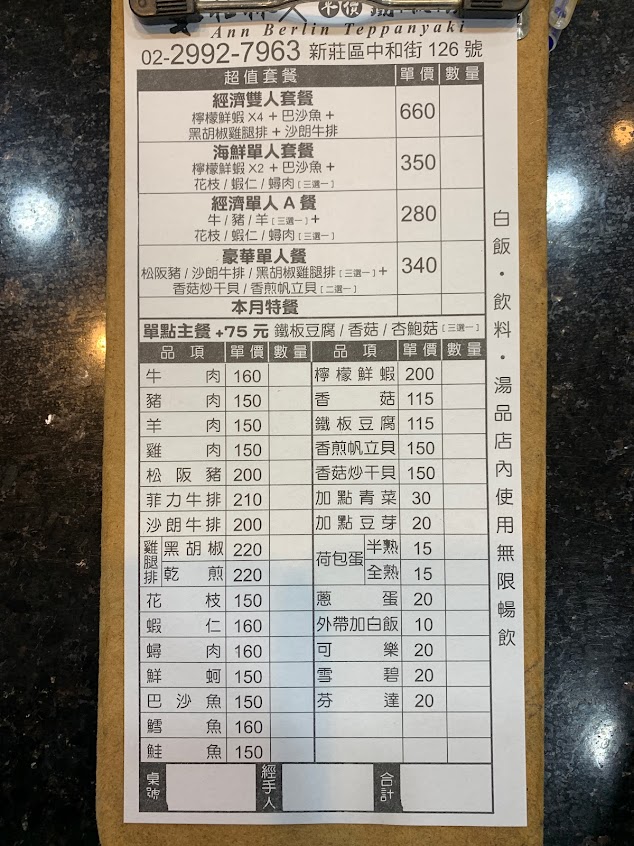 Ann Berlin Teppanyaki
02-2992-7963 新莊區中和街 126 號
超值套餐 單價 數量
經濟雙人套餐
檸檬鮮蝦X4 + 巴沙魚 +
黑胡椒雞腿排 + 沙朗牛排
660
海鮮單人套餐
檸檬鮮蝦X2 + 巴沙魚 +
花枝 / 蝦仁 / 蟳肉 [三選一]
350
經濟單人 A 餐
牛 / 豬 / 羊 [三選一] +
花枝 / 蝦仁 / 蟳肉 [三選一]
280
豪華單人餐
松阪豬 / 沙朗牛排 / 黑胡椒雞腿排 [三選一] +
香菇炒干貝 / 香煎帆立貝 [二選一]
340
本月特餐
單點主餐 +75 元 鐵板豆腐 / 香菇 / 杏鮑菇 [三選一]
品項 單價 數量 品項 單價 數量
牛肉 160 檸檬鮮蝦 200
豬肉 150 香菇 115
羊肉 150 鐵板豆腐 115
雞肉 150 香煎帆立貝 150
松阪豬 200 香菇炒干貝 150
菲力牛排 210 加點青菜 30
沙朗牛排 200 加點豆芽 20
雞腿排 黑胡椒 220 荷包蛋 半熟 15
乾煎 220 全熟 15
花枝 150 蔥蛋 20
蝦仁 160 外帶加白飯 10
蟳肉 160 可樂 20
鮮蚵 150 雪碧 20
巴沙魚 150 芬達 20
鱈魚 160
鮭魚 150
桌號 經手人 合計
白飯・飲料・湯品店內使用無限暢飲